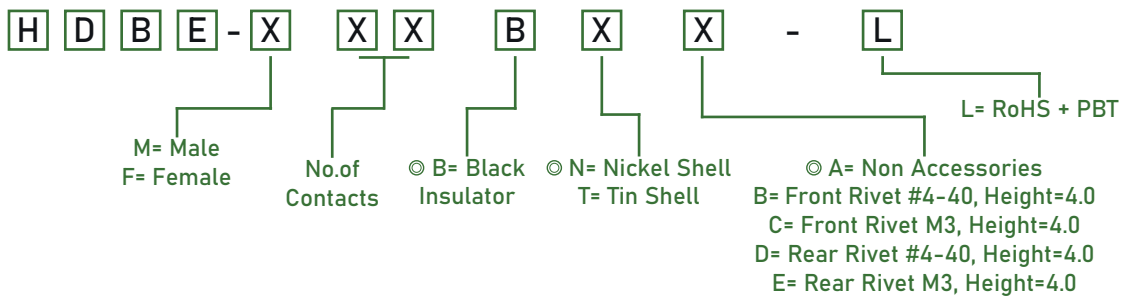 H D B E - X X X B X X - L
L= RoHS + PBT
M= Male
F= Female
No.of
Contacts
◎ B= Black
Insulator
◎ N= Nickel Shell
T= Tin Shell
◎ A= Non Accessories
B= Front Rivet #4-40, Height=4.0
C= Front Rivet M3, Height=4.0
D= Rear Rivet #4-40, Height=4.0
E= Rear Rivet M3, Height=4.0